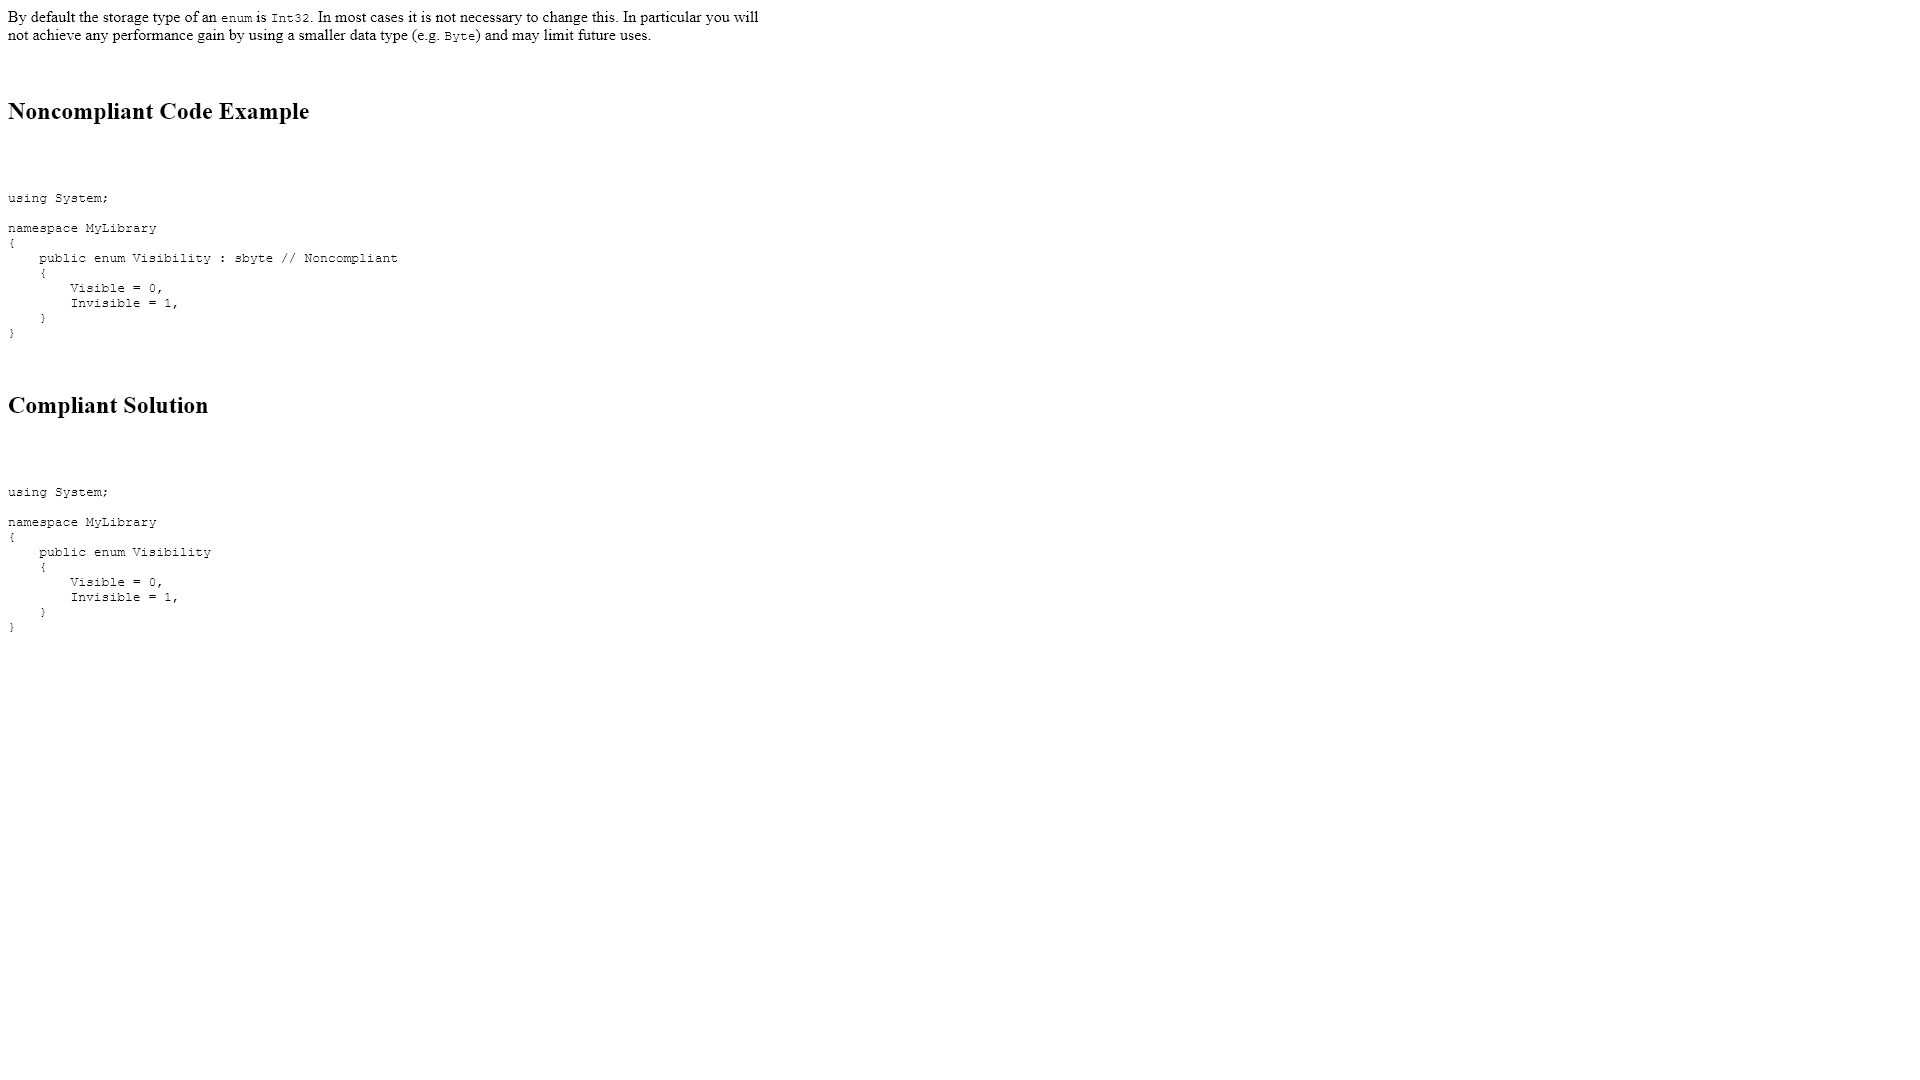 By default the storage type of an enum is Int32. In most cases it is not necessary to change this. In particular you will
not achieve any performance gain by using a smaller data type (e.g. Byte) and may limit future uses.
Noncompliant Code Example
using System;
namespace MyLibrary
{
    public enum Visibility : sbyte // Noncompliant
    {
        Visible = 0,
        Invisible = 1,
    }
}
Compliant Solution
using System;
namespace MyLibrary
{
    public enum Visibility
    {
        Visible = 0,
        Invisible = 1,
    }
}